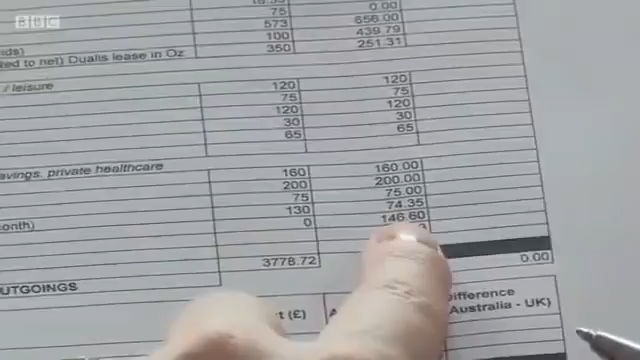 BBC
75 0.00
573 656.00
100 439.79
ked to net) Dualis lease in Oz 350 251.31
/ leisure
120 120
75 75
120 120
30 30
65 65
avings, private healthcare
160 160.00
200 200.00
75 75.00
130 74.35
onth) 0 146.60
3778.72 0.00
UTGOINGS
t (£) ifference
Australia - UK)